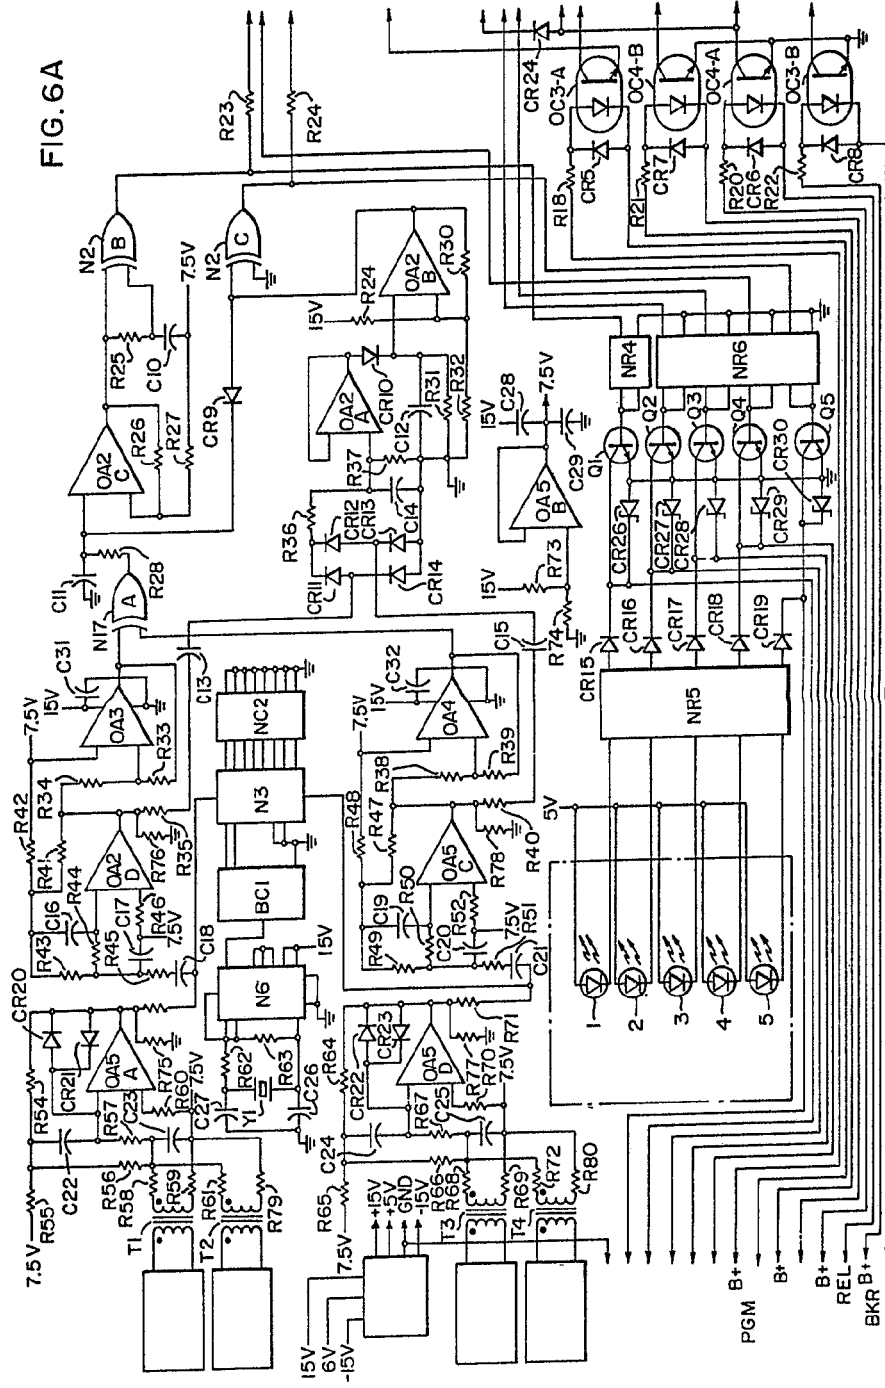 FIG. 6A
R23
R24
N2
B
N2
C
R25
C10
7.5V
OA2
C
R26
R27
CR9
C11
R28
N17
A
15V
R24
OA2
B
R30
OA2
A
CR10
R31
R32
C12
R37
R36
CR12
CR13
C14
CR11
CR14
15V
C28
7.5V
C29
OA5
B
R73
15V
R74
CR24
OC3-A
OC4-B
OC4-A
OC3-B
R18
CR5
R21
CR7
R20
CR6
R22
CR8
NR4
NR6
Q1
Q2
Q3
Q4
Q5
CR26
CR27
CR28
CR29
CR30
CR15
CR16
CR17
CR18
CR19
NR5
5V
1
2
3
4
5
7.5V
15V
C31
OA3
R33
R34
R42
C13
NC2
N3
BC1
N6
15V
R41
OA2
D
R76
R35
C16
R44
R43
R45
C17
R46
7.5V
C18
7.5V
15V
C32
OA4
R39
R38
R48
R47
C15
C19
R50
OA5
C
R78
R40
R49
C20
R52
7.5V
R51
C21
CR20
CR21
R54
OA5
A
R75
R60
7.5V
R57
C23
C22
R56
R58
R59
R55
7.5V
T1
R61
T2
R79
R62
R63
C27
Y1
C26
R64
CR22
CR23
OA5
D
R71
R77
R70
7.5V
R67
C25
C24
R65
7.5V
R66
R68
R69
R72
R80
T3
T4
+15V
+5V
GND
-15V
15V
6V
-15V
B+
PGM
B+
B+
REL
B+
BKR